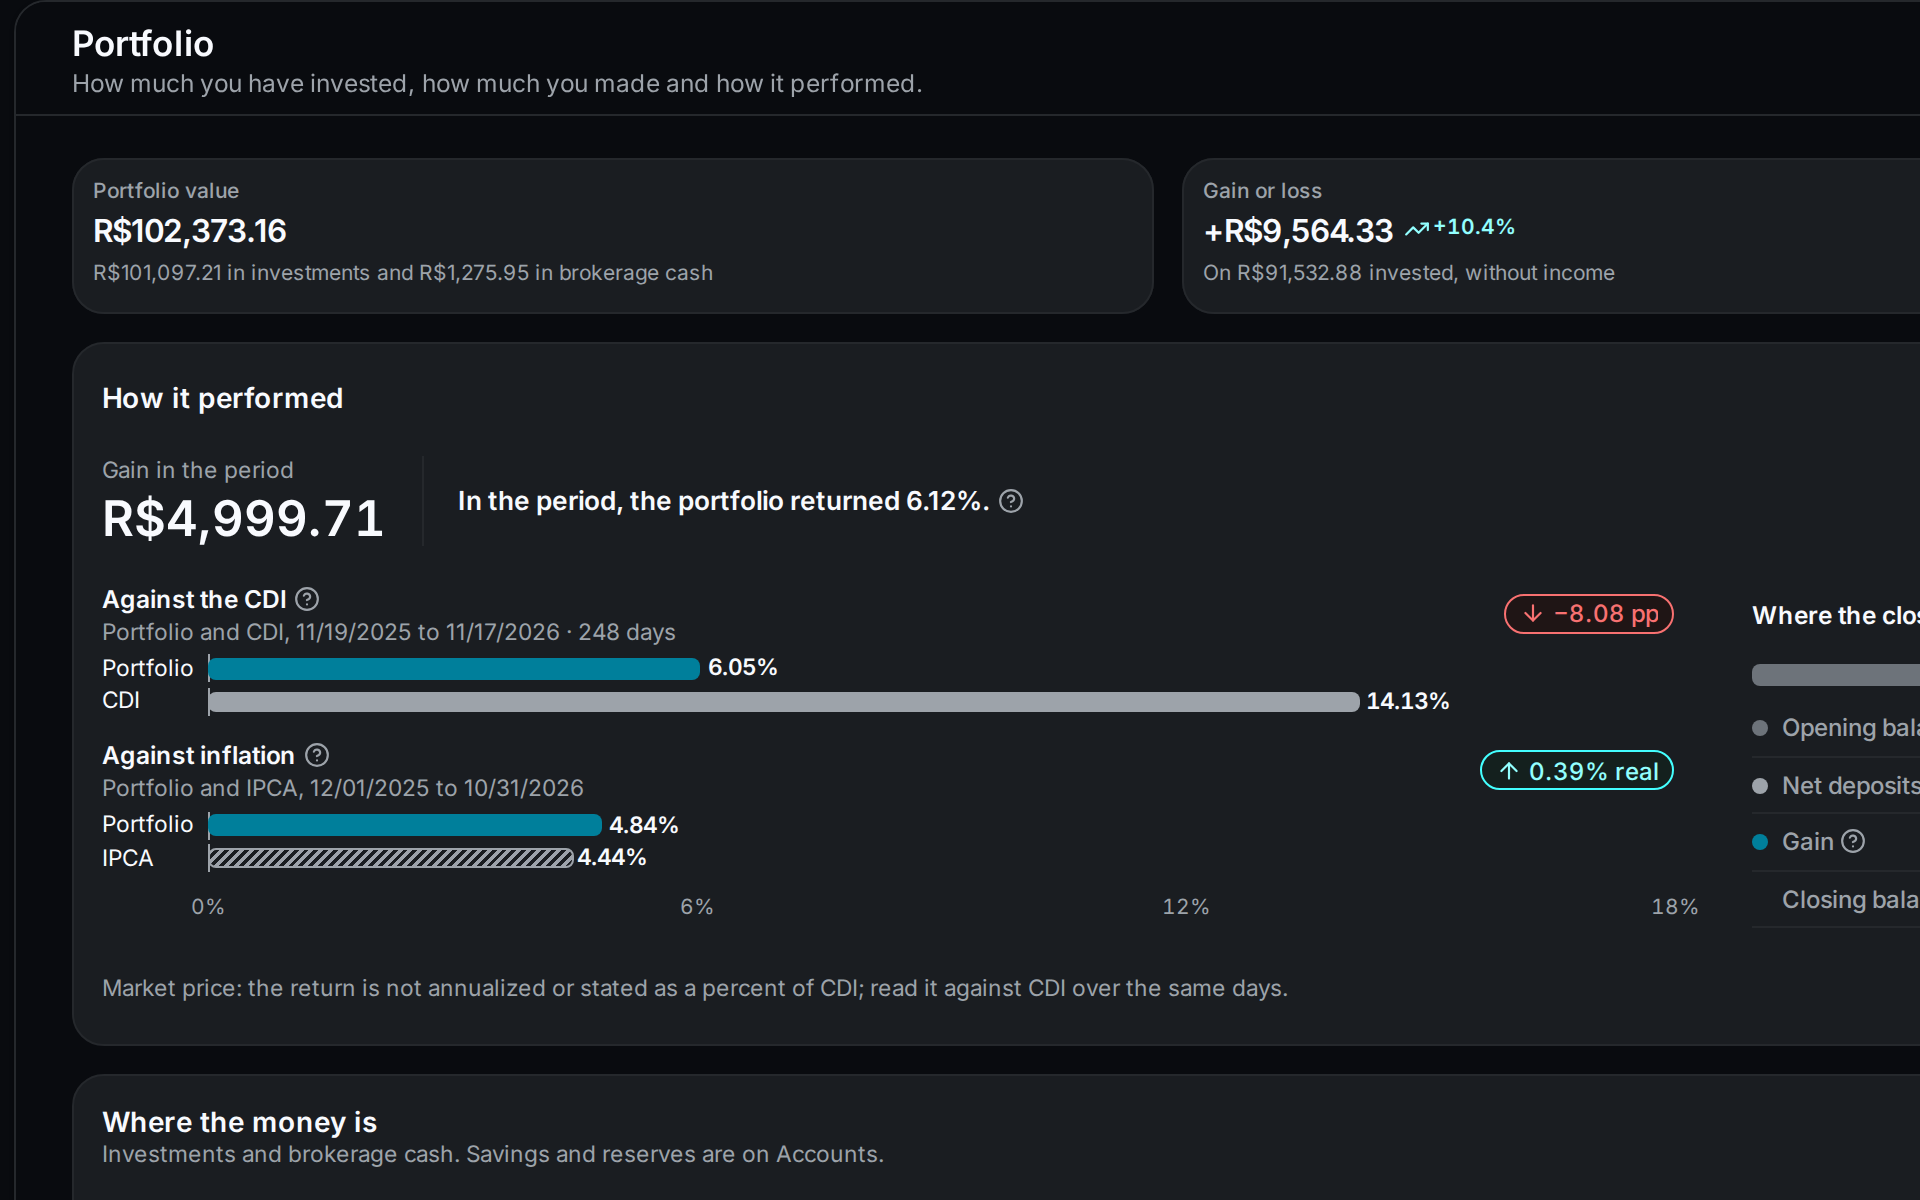 Portfolio
How much you have invested, how much you made and how it performed.
Portfolio value
R$102,373.16
R$101,097.21 in investments and R$1,275.95 in brokerage cash
Gain or loss
+R$9,564.33 +10.4%
On R$91,532.88 invested, without income
How it performed
Gain in the period
R$4,999.71
In the period, the portfolio returned 6.12%.
Against the CDI
Portfolio and CDI, 11/19/2025 to 11/17/2026 · 248 days
↓ −8.08 pp
Portfolio 6.05%
CDI 14.13%
Against inflation
Portfolio and IPCA, 12/01/2025 to 10/31/2026
↑ 0.39% real
Portfolio 4.84%
IPCA 4.44%
0% 6% 12% 18%
Where the clos
Opening bala
Net deposits
Gain
Closing bala
Market price: the return is not annualized or stated as a percent of CDI; read it against CDI over the same days.
Where the money is
Investments and brokerage cash. Savings and reserves are on Accounts.